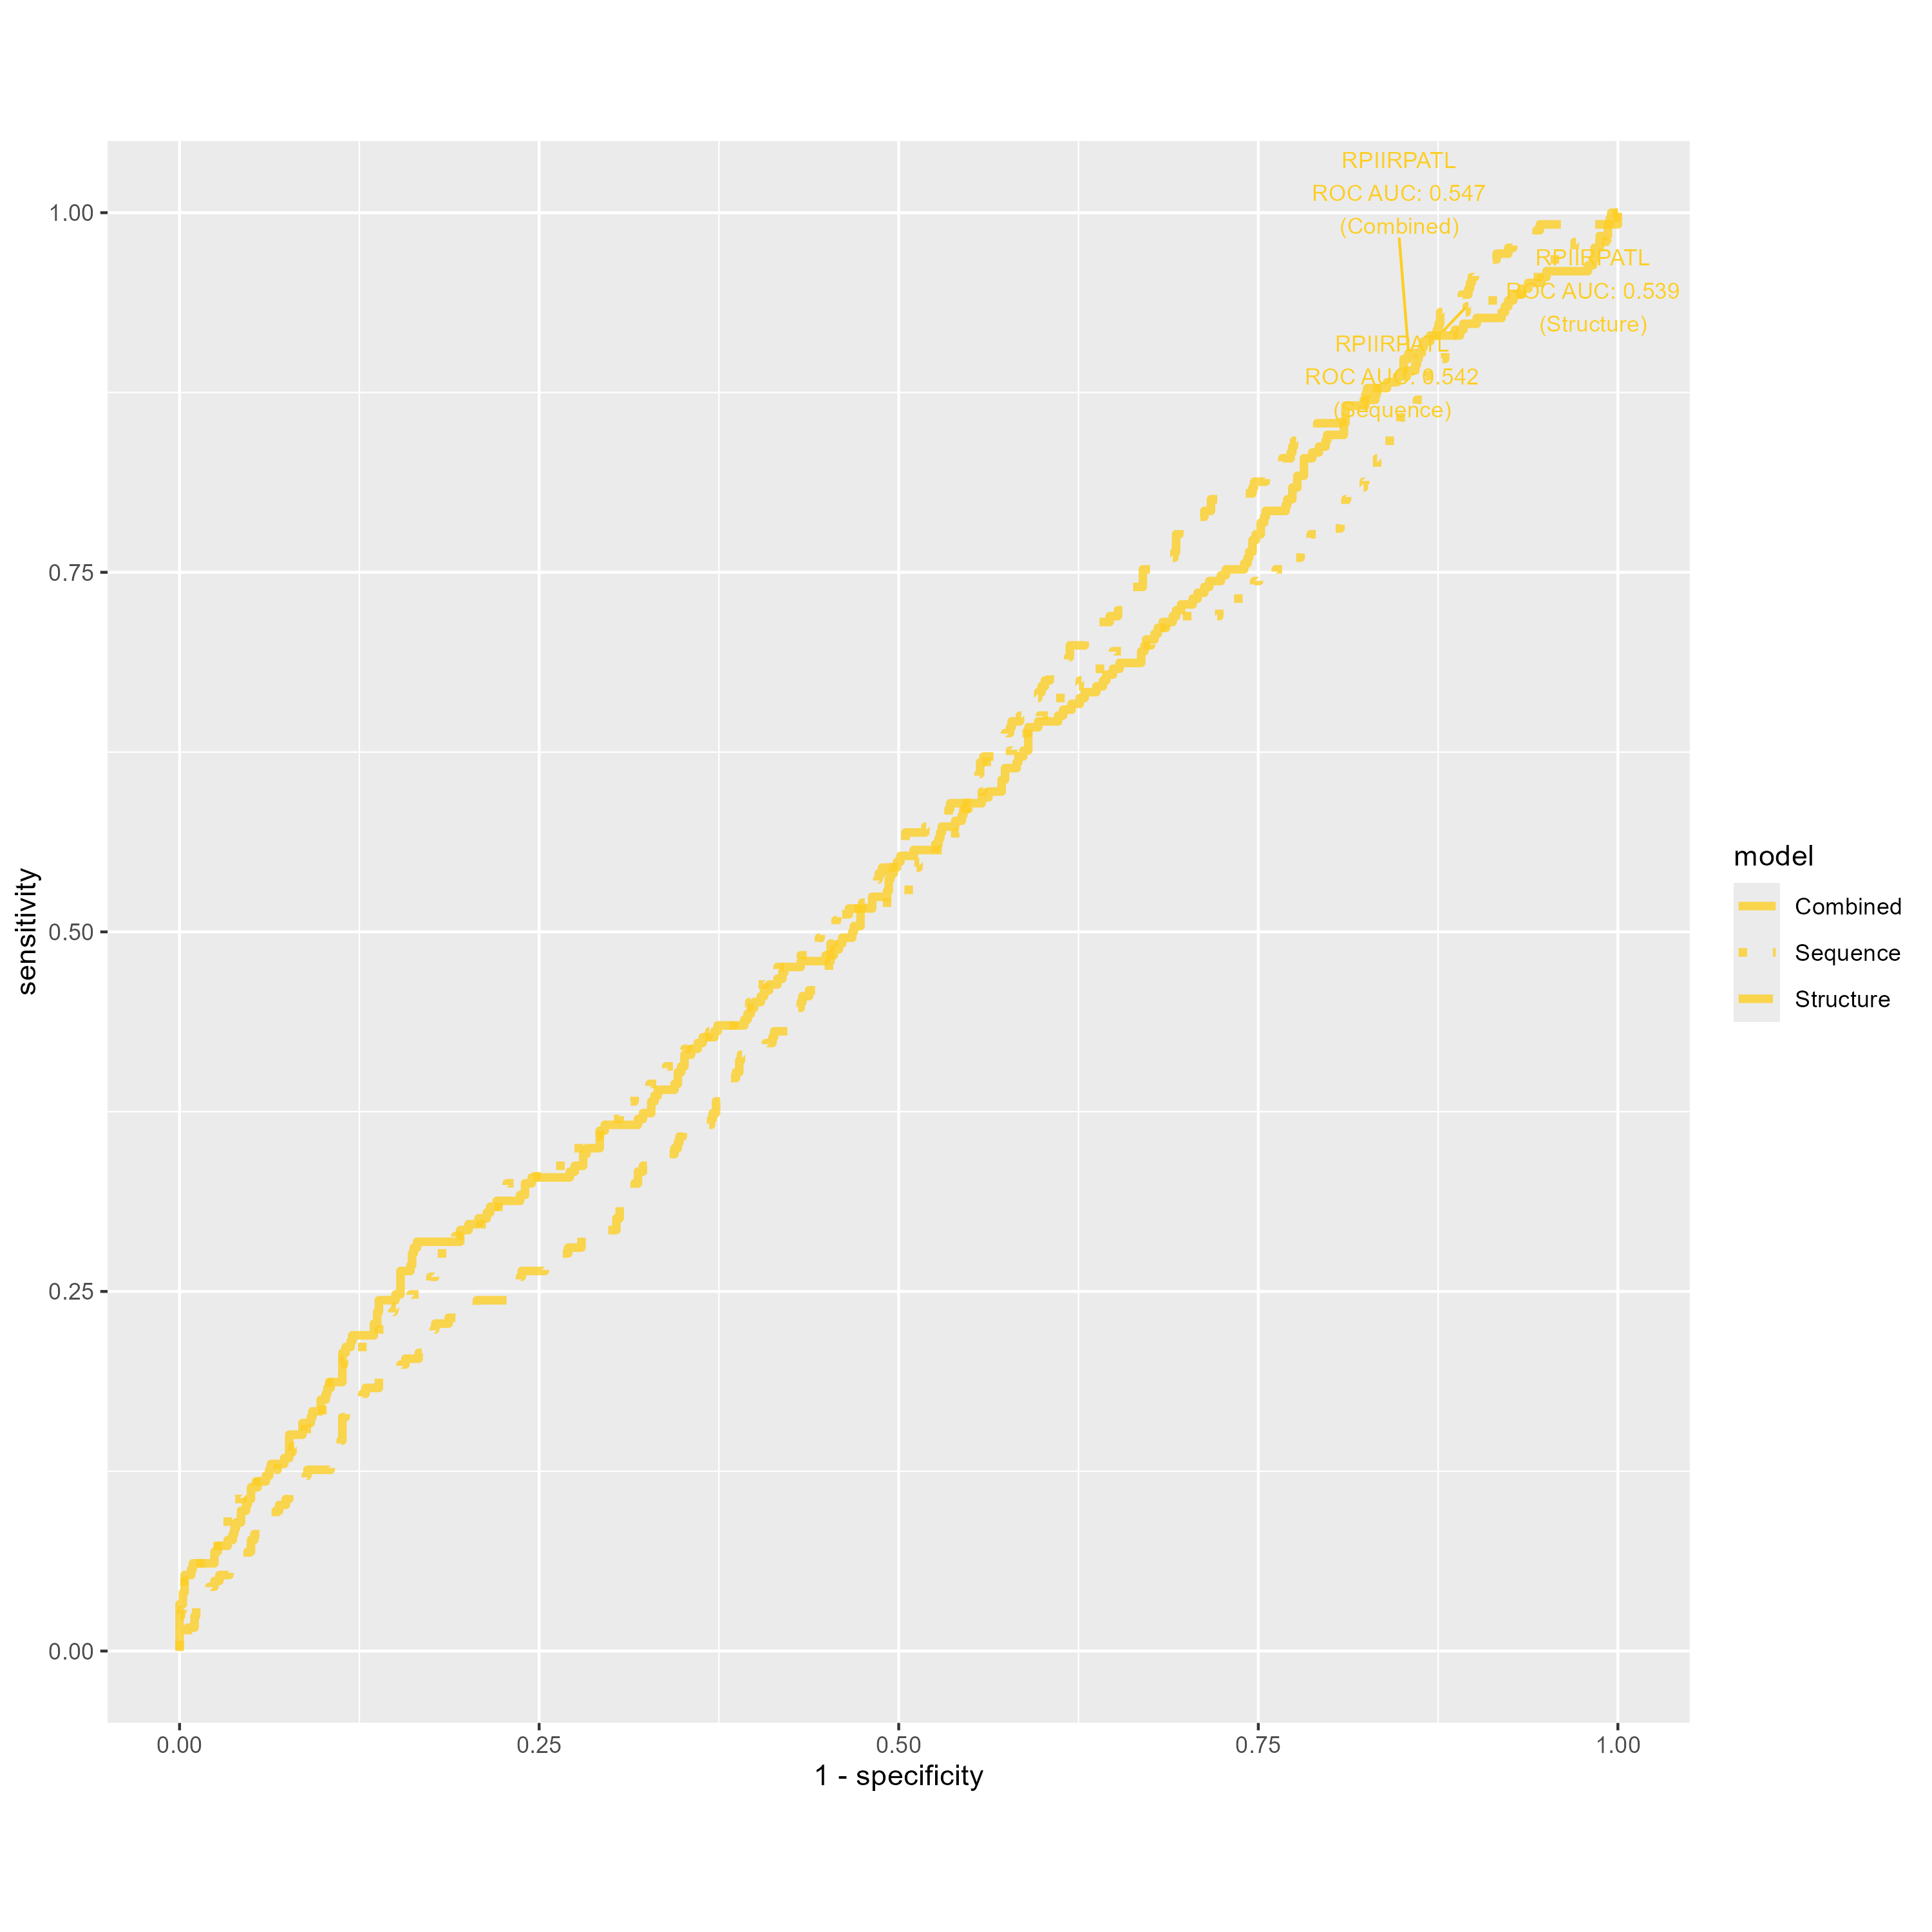 RPIIRPATL
ROC AUC: 0.547
(Combined)
RPIIRPATL
ROC AUC: 0.539
(Structure)
RPIIRPATL
ROC AUC: 0.542
(Sequence)
1.00
0.75
0.50
0.25
0.00
sensitivity
0.00
0.25
0.50
0.75
1.00
1 - specificity
model
Combined
Sequence
Structure